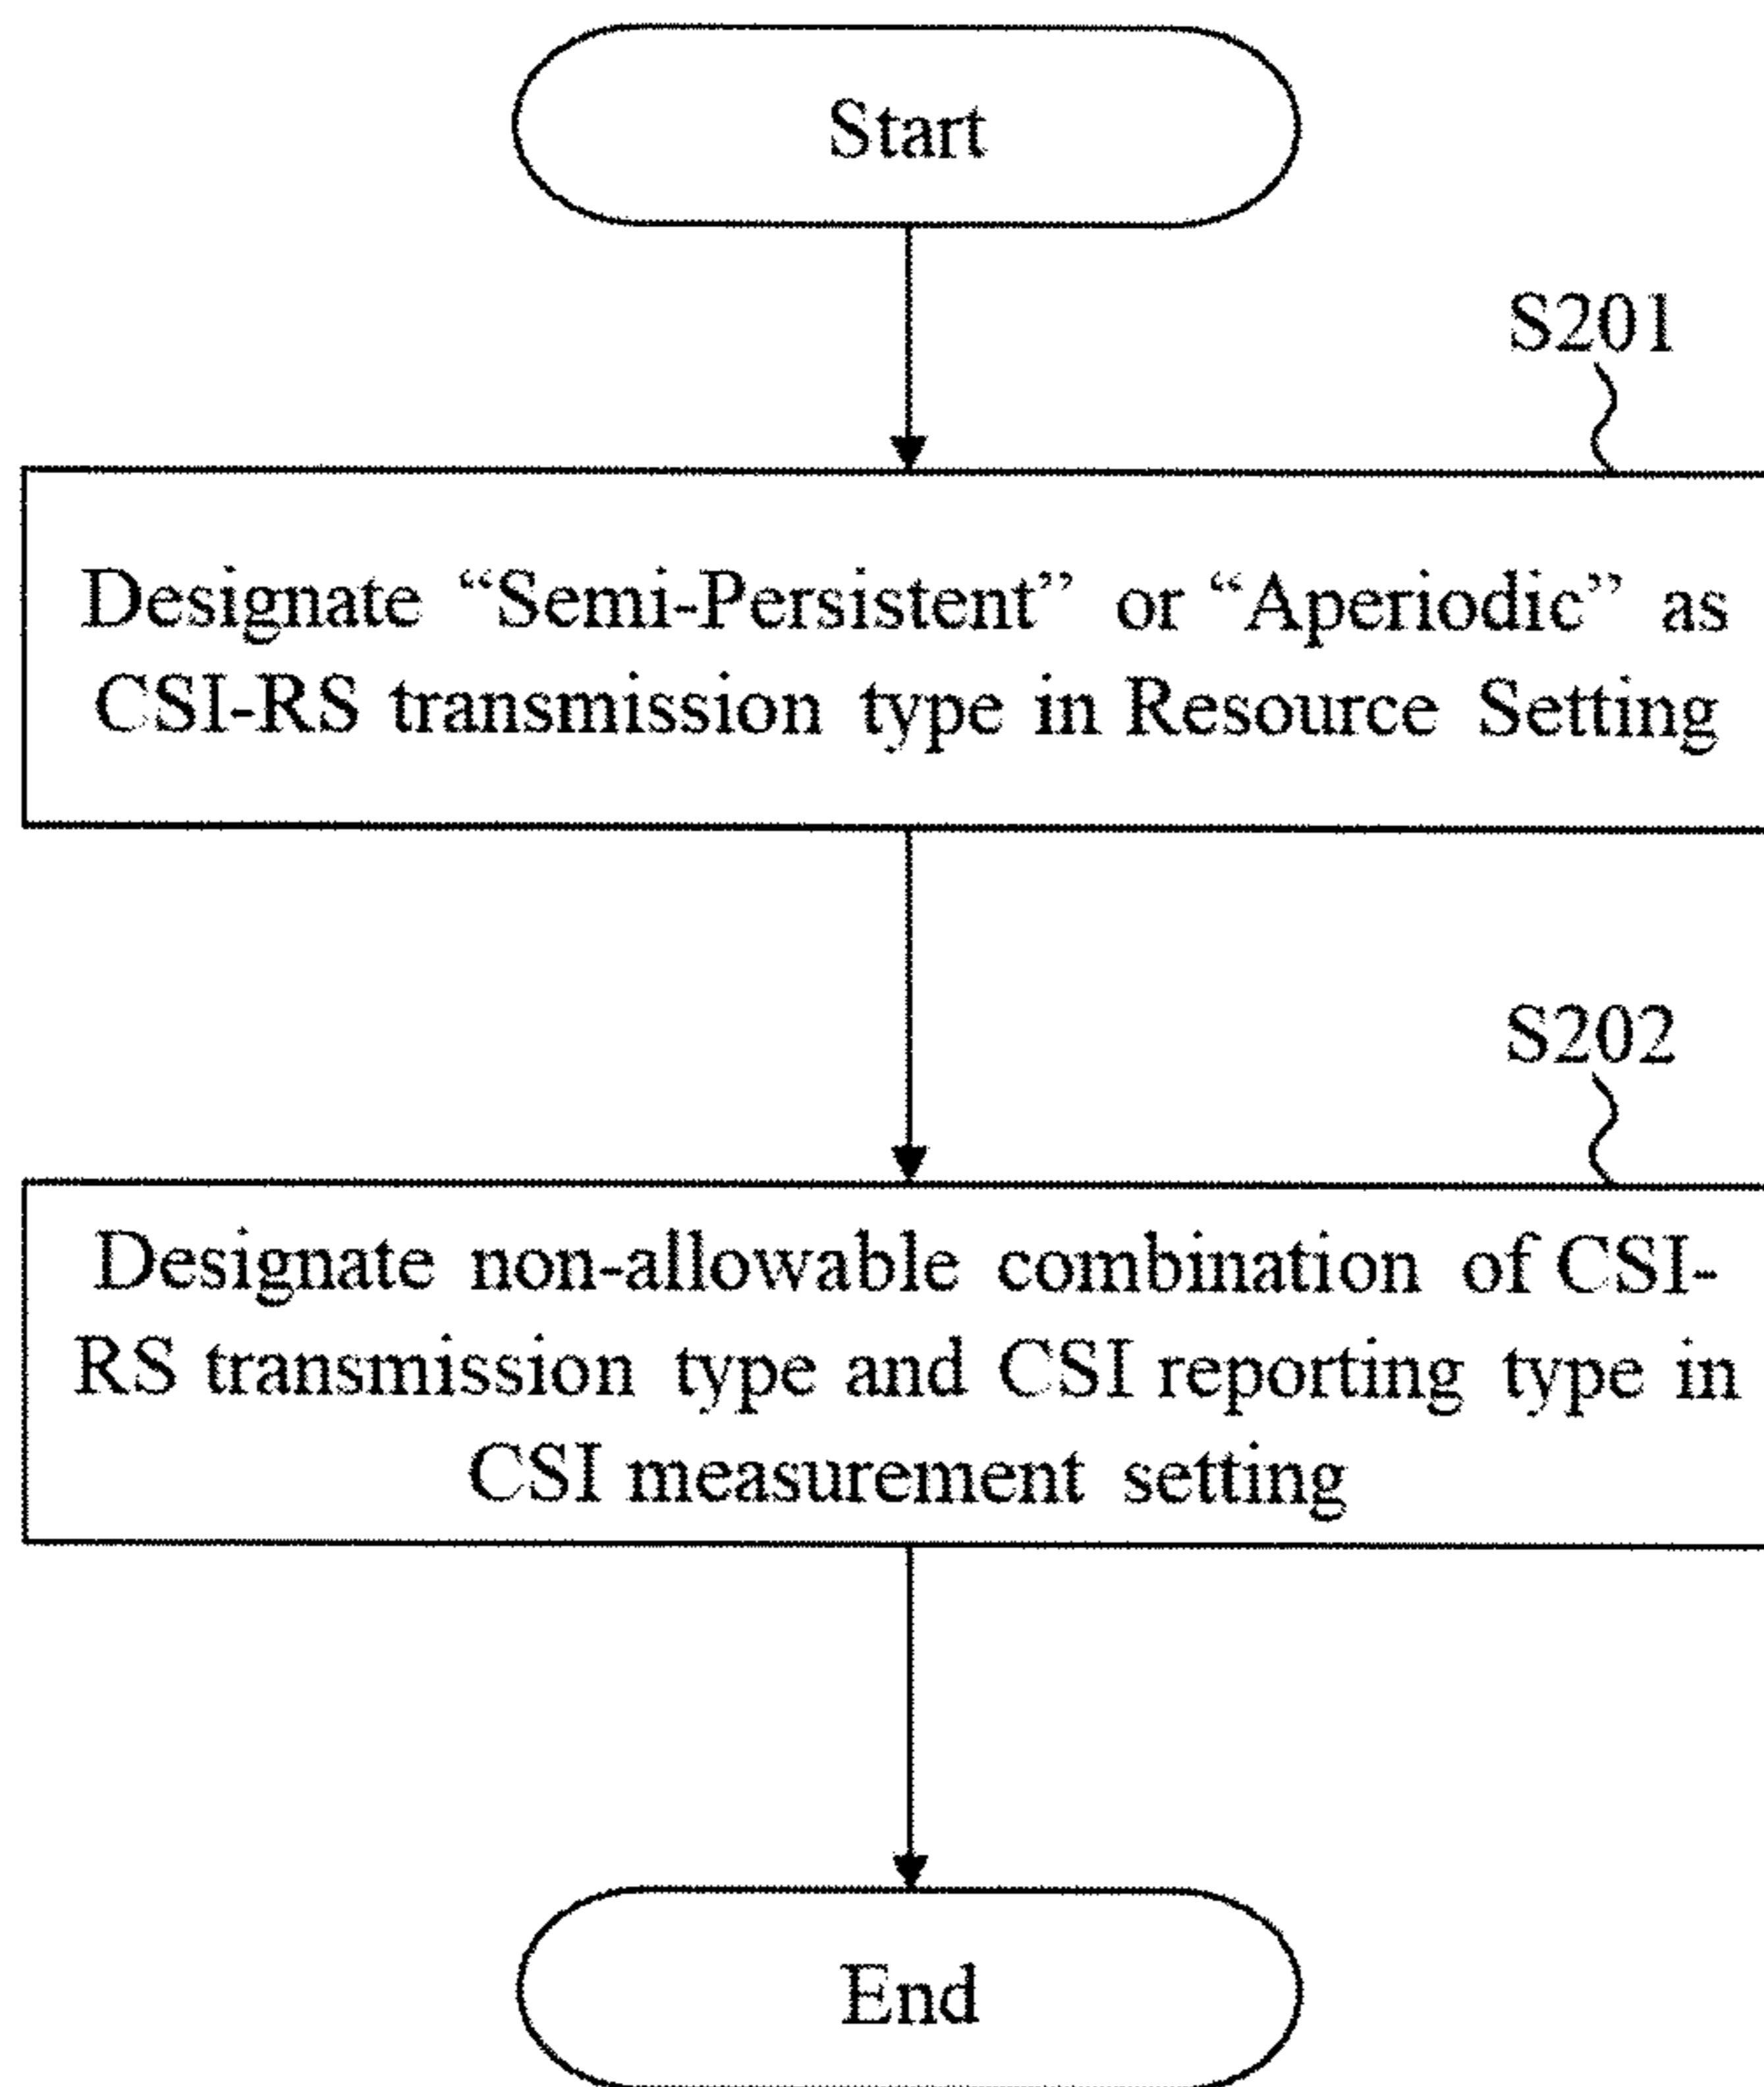 Start
S201
Designate “Semi-Persistent” or “Aperiodic” as
CSI-RS transmission type in Resource Setting
S202
Designate non-allowable combination of CSI-
RS transmission type and CSI reporting type in
CSI measurement setting
End